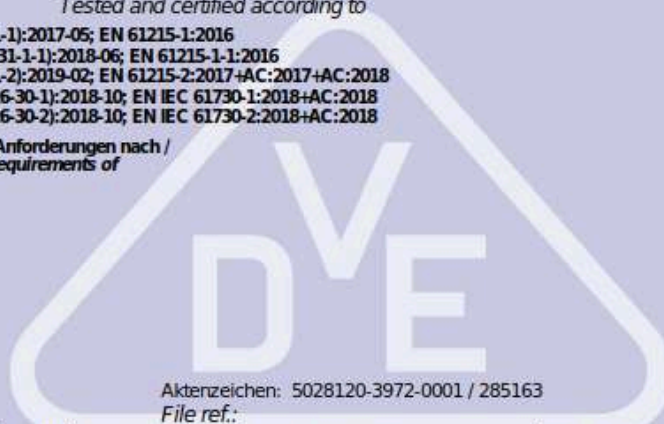 Tested and certified according to
-1):2017-05; EN 61215-1:2016
31-1-1):2018-06; EN 61215-1-1:2016
-2):2019-02; EN 61215-2:2017+AC:2017+AC:2018
6-30-1):2018-10; EN IEC 61730-1:2018+AC:2018
6-30-2):2018-10; EN IEC 61730-2:2018+AC:2018
Anforderungen nach /
equirements of
DVE
Aktenzeichen: 5028120-3972-0001 / 285163
File ref.: